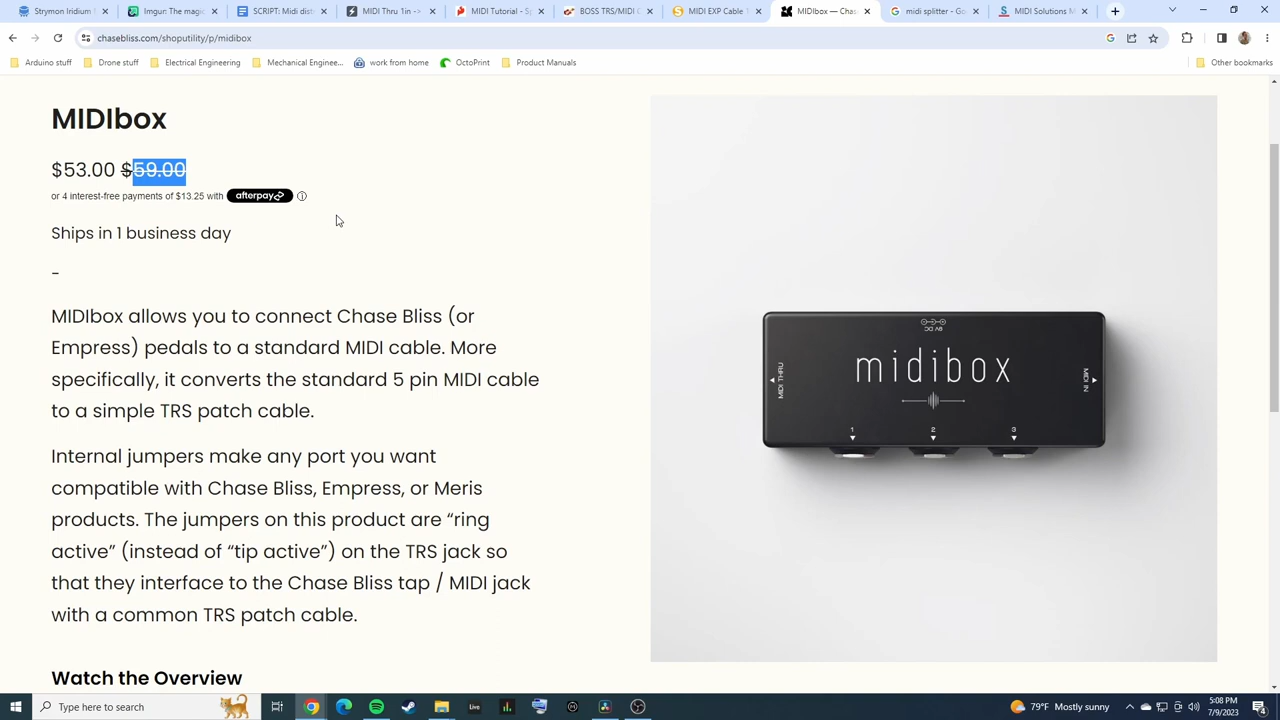 Strymon Iridium
Imgur: The magic
SCRIPT: Midi dist
MIDI Thru 1in ->
MIDI Tutorial - Sp
BOSS TRS/MIDI C
MIDI EXP Cable
MIDIbox — Chas
midi splitter - Go
MIDI Solutions M
chasebliss.com/shoputility/p/midibox
Arduino stuff
Drone stuff
Electrical Engineering
Mechanical Enginee...
work from home
OctoPrint
Product Manuals
Other bookmarks
MIDIbox
$53.00 $59.00
or 4 interest-free payments of $13.25 with afterpay
Ships in 1 business day
-
MIDIbox allows you to connect Chase Bliss (or
Empress) pedals to a standard MIDI cable. More
specifically, it converts the standard 5 pin MIDI cable
to a simple TRS patch cable.
Internal jumpers make any port you want
compatible with Chase Bliss, Empress, or Meris
products. The jumpers on this product are “ring
active” (instead of “tip active”) on the TRS jack so
that they interface to the Chase Bliss tap / MIDI jack
with a common TRS patch cable.
Watch the Overview
9V DC
MIDI THRU
midibox
MIDI IN
1 2 3
Type here to search
Live
79°F Mostly sunny
5:08 PM
7/9/2023
4